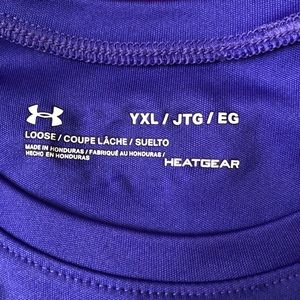 YXL / JTG / EG
LOOSE / COUPE LÂCHE / SUELTO
MADE IN HONDURAS / FABRIQUÉ AU HONDURAS /
HECHO EN HONDURAS
HEATGEAR